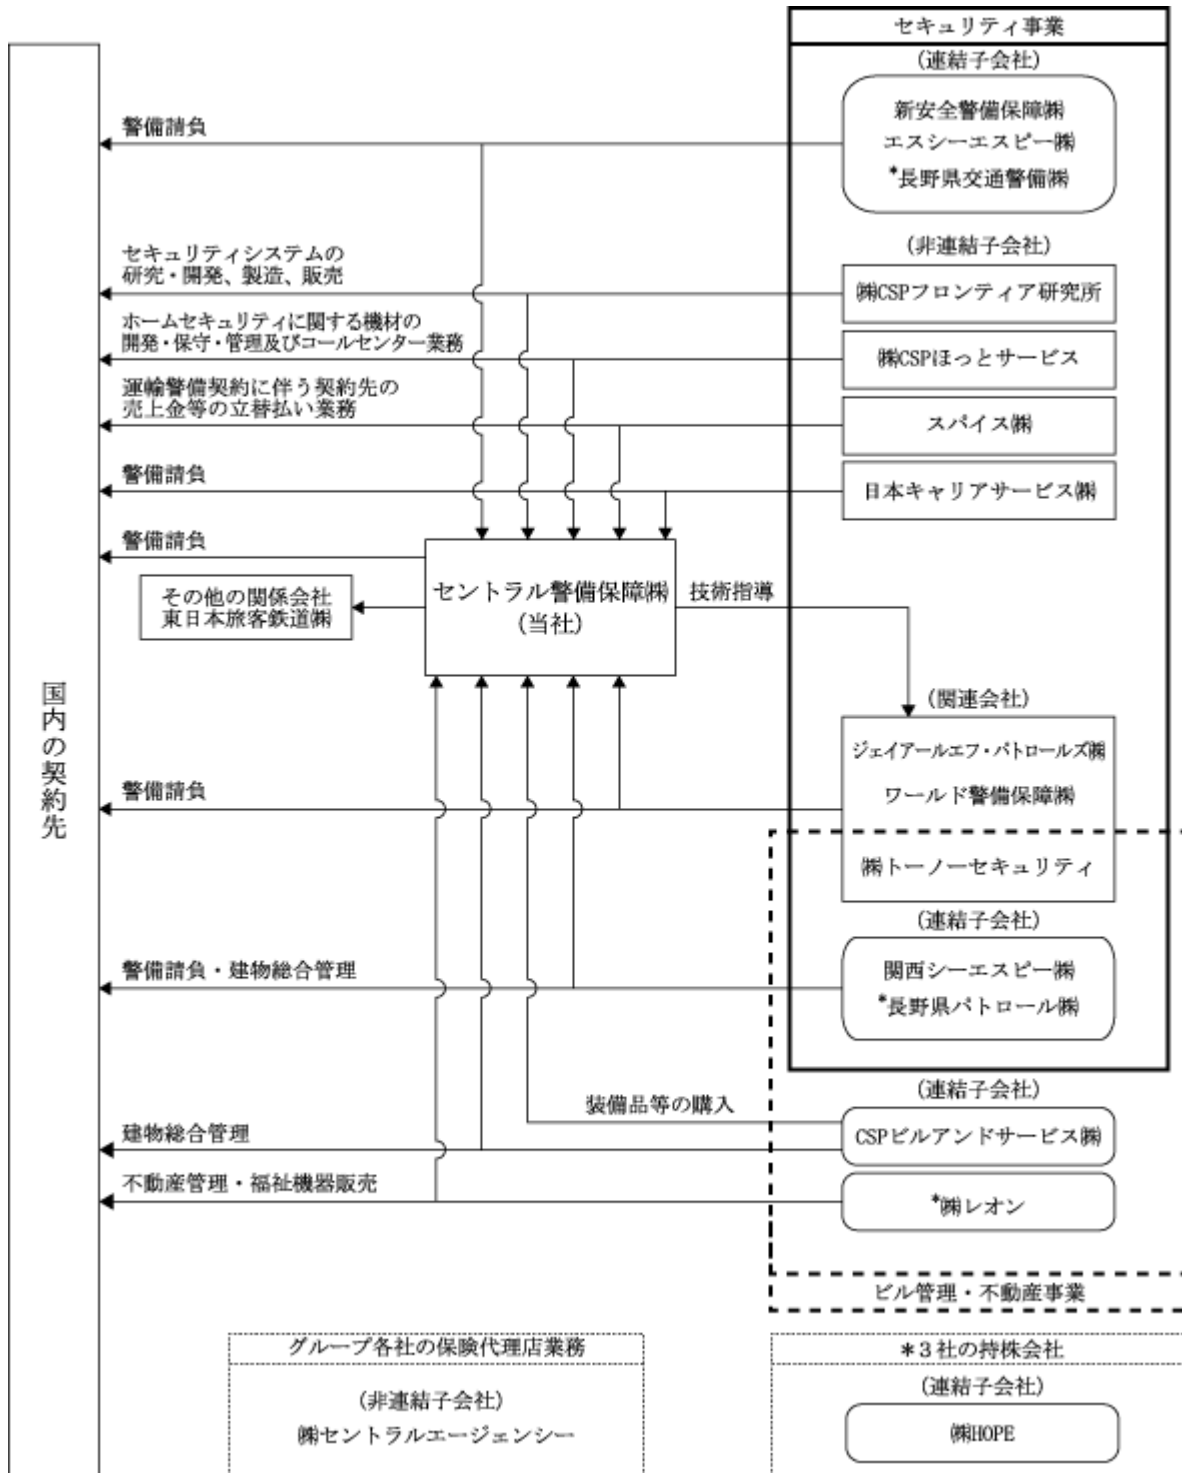 セキュリティ事業
(連結子会社)
新安全警備保障㈱
エスシーエスピー㈱
*長野県交通警備㈱
警備請負
(非連結子会社)
セキュリティシステムの
研究・開発、製造、販売
㈱CSPフロンティア研究所
ホームセキュリティに関する機材の
開発・保守・管理及びコールセンター業務
㈱CSPほっとサービス
運輸警備契約に伴う契約先の
売上金等の立替払い業務
スパイス㈱
警備請負
日本キャリアサービス㈱
警備請負
セントラル警備保障㈱
(当社)
技術指導
その他の関係会社
東日本旅客鉄道㈱
国内の契約先
(関連会社)
ジェイアールエフ・パトロールズ㈱
ワールド警備保障㈱
警備請負
㈱トーノーセキュリティ
(連結子会社)
関西シーエスピー㈱
*長野県パトロール㈱
警備請負・建物総合管理
(連結子会社)
装備品等の購入
CSPビルアンドサービス㈱
建物総合管理
不動産管理・福祉機器販売
*㈱レオン
ビル管理・不動産事業
グループ各社の保険代理店業務
(非連結子会社)
㈱セントラルエージェンシー
*3社の持株会社
(連結子会社)
㈱HOPE